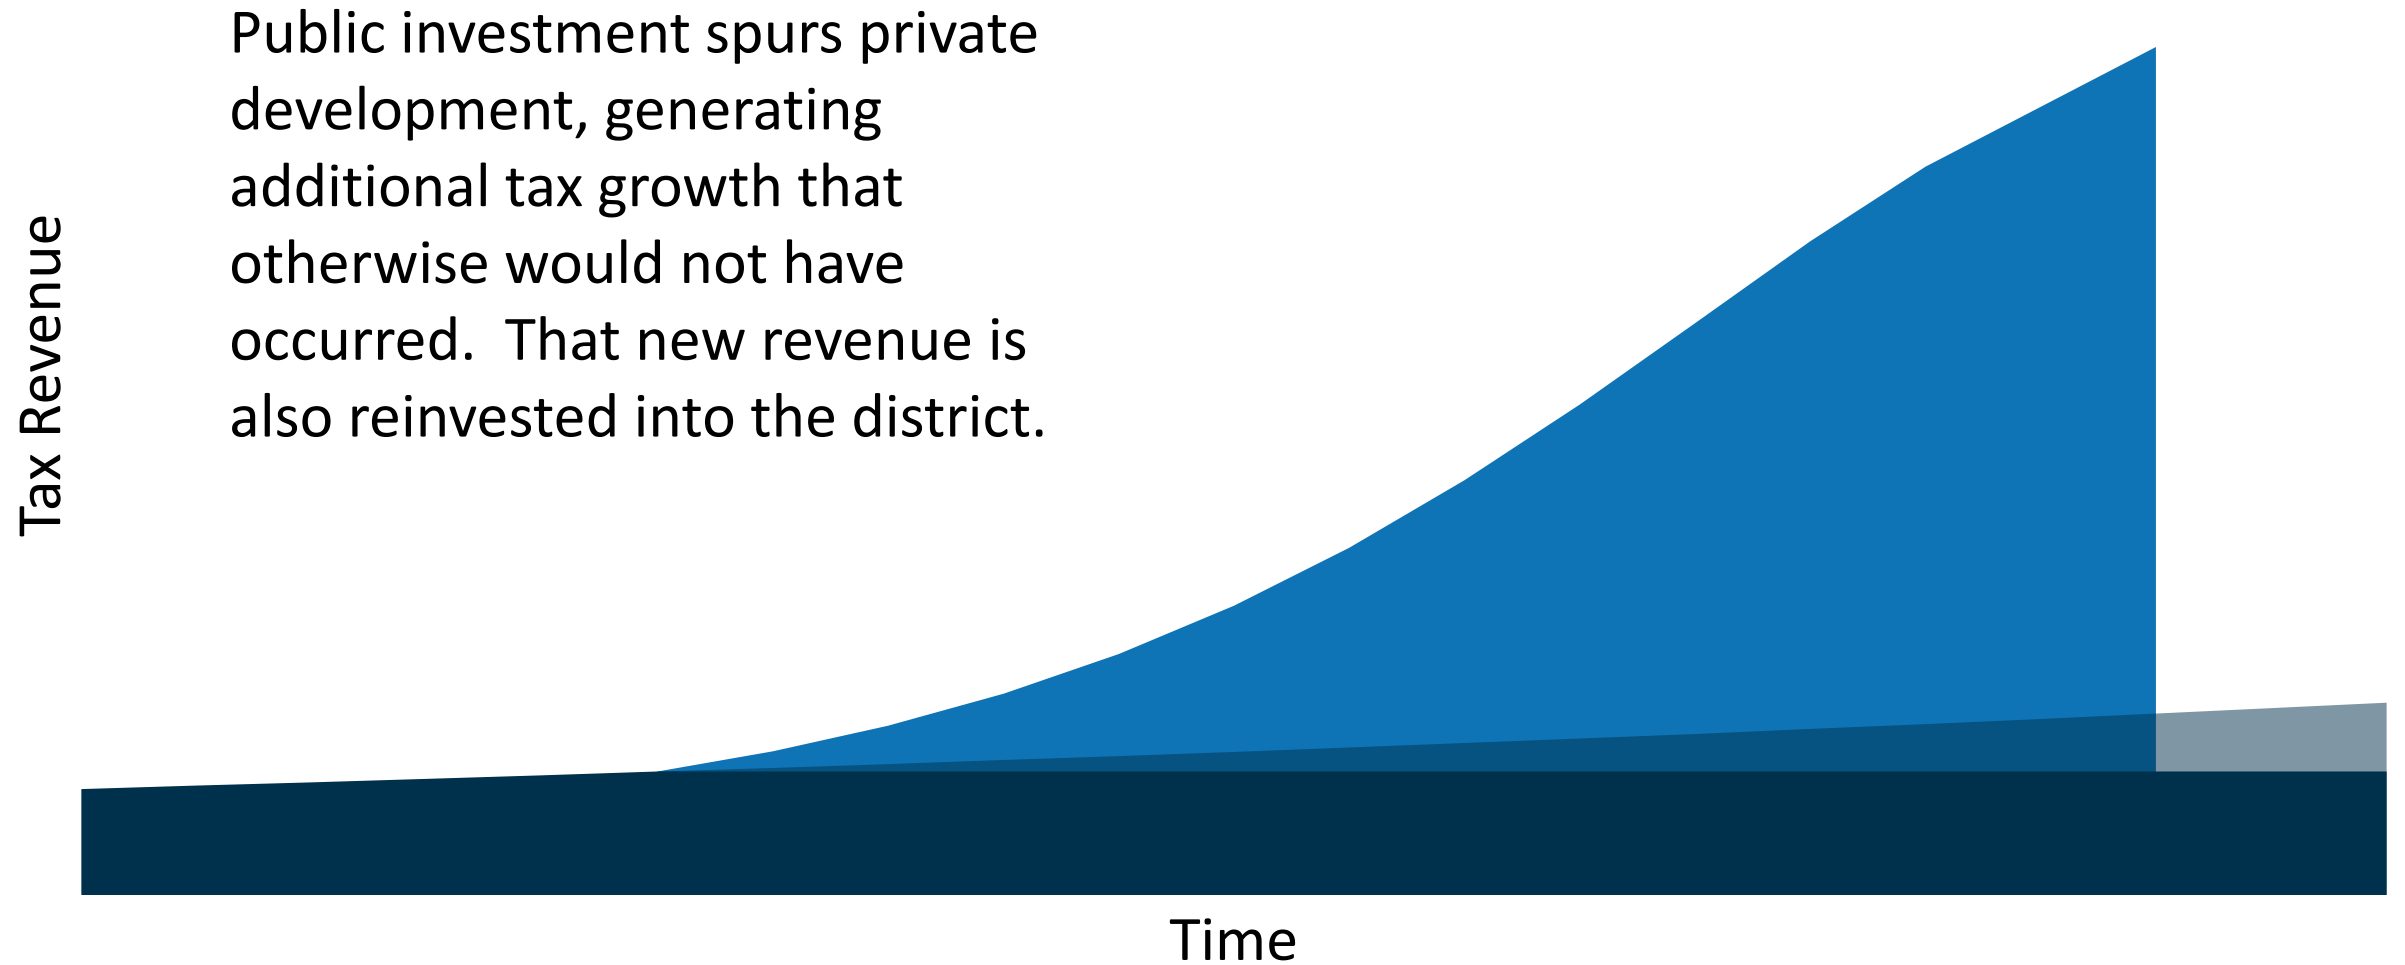 Public investment spurs private
development, generating
additional tax growth that
otherwise would not have
occurred.  That new revenue is
also reinvested into the district.
Tax Revenue
Time